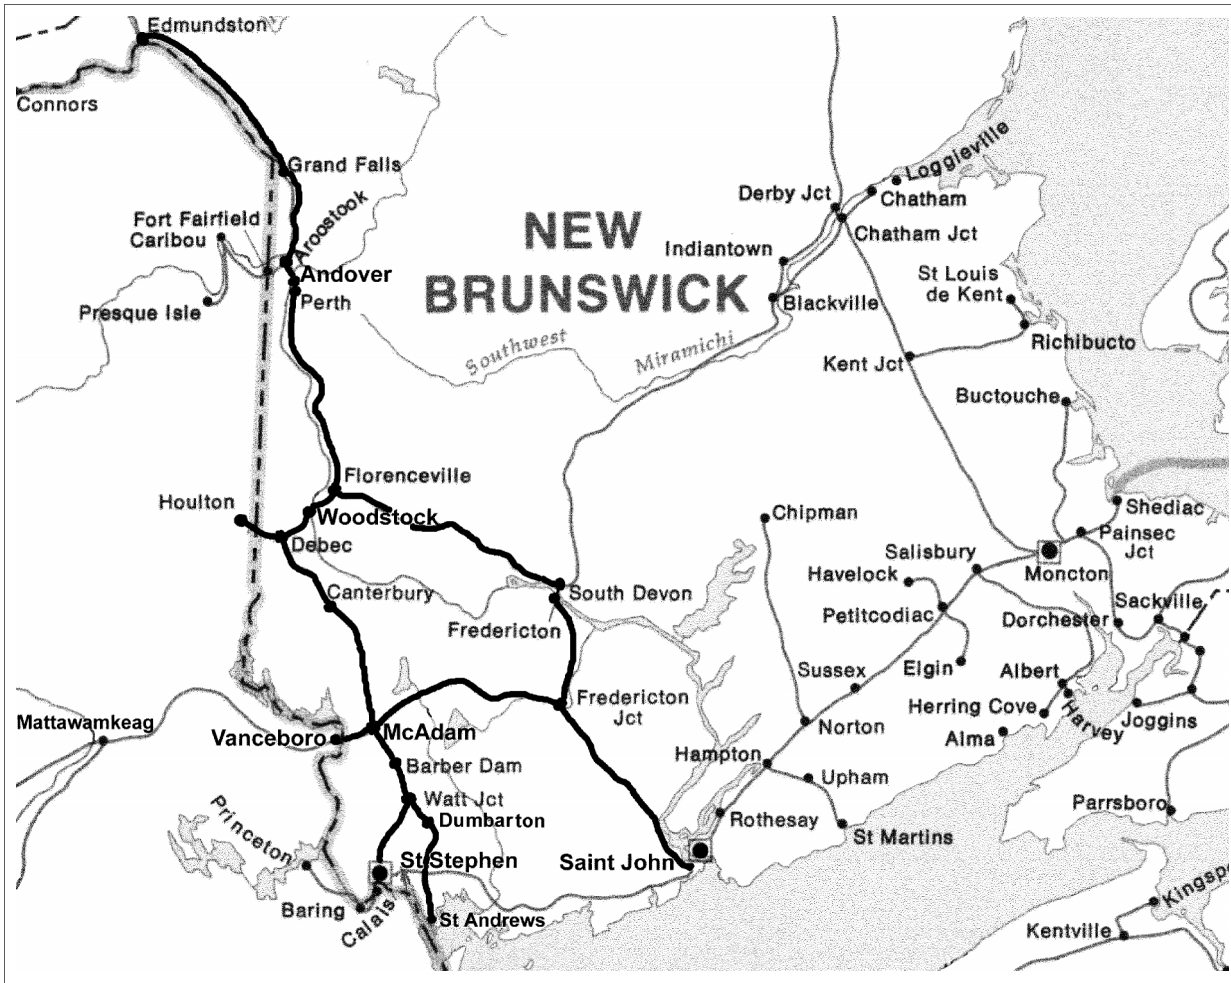 Edmundston
Connors
Grand Falls
Loggieville
Derby Jct
Chatham
Fort Fairfield
Caribou
Aroostook
NEW
BRUNSWICK
Chatham Jct
Indiantown
Andover
Perth
Presque Isle
St Louis
de Kent
Blackville
Southwest
Miramichi
Richibucto
Kent Jct
Buctouche
Florenceville
Houlton
Woodstock
Debec
Chipman
Shediac
Painsec
Jct
Salisbury
Moncton
Havelock
Canterbury
South Devon
Fredericton
Petitcodiac
Dorchester
Sackville
Elgin
Albert
Sussex
Fredericton
Jct
Herring Cove
Harvey
Joggins
Alma
Norton
Mattawamkeag
Vanceboro
McAdam
Hampton
Barber Dam
Upham
Watt Jct
Dumbarton
Rothesay
Parrsboro
St Martins
Princeton
St Stephen
Saint John
Baring
Calais
St Andrews
Kentville